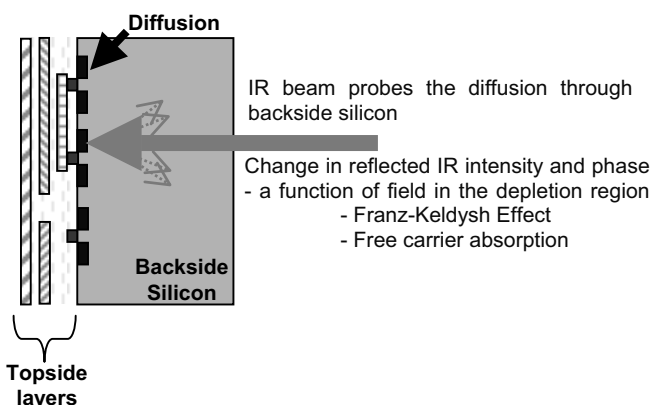 Diffusion
IR beam probes the diffusion through
backside silicon
Change in reflected IR intensity and phase
- a function of field in the depletion region
- Franz-Keldysh Effect
- Free carrier absorption
Backside
Silicon
Topside
layers